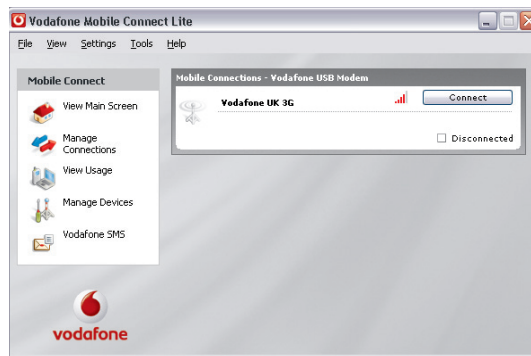 Vodafone Mobile Connect Lite
File View Settings Tools Help
Mobile Connect
View Main Screen
Manage
Connections
View Usage
Manage Devices
Vodafone SMS
vodafone
Mobile Connections - Vodafone USB Modem
Vodafone UK 3G
Connect
Disconnected